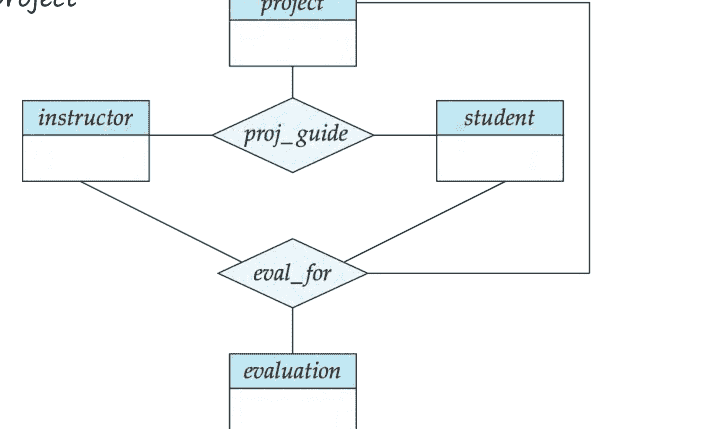 project
project
instructor
proj_guide
student
eval_for
evaluation